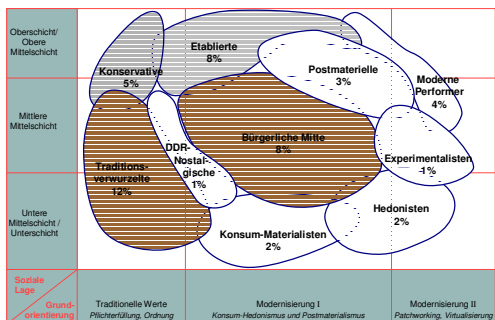 Oberschicht/
Obere
Mittelschicht
Etablierte
8%
Konservative
5%
Postmaterielle
3%
Moderne
Performer
4%
Mittlere
Mittelschicht
Bürgerliche Mitte
8%
DDR-
Nostal-
gische
1%
Traditions-
verwurzelte
12%
Experimentalisten
1%
Untere
Mittelschicht /
Unterschicht
Hedonisten
2%
Konsum-Materialisten
2%
Soziale
Lage
Grund-
orientierung
Traditionelle Werte
Pflichterfüllung, Ordnung
Modernisierung I
Konsum-Hedonismus und Postmaterialismus
Modernisierung II
Patchworking, Virtualisierung